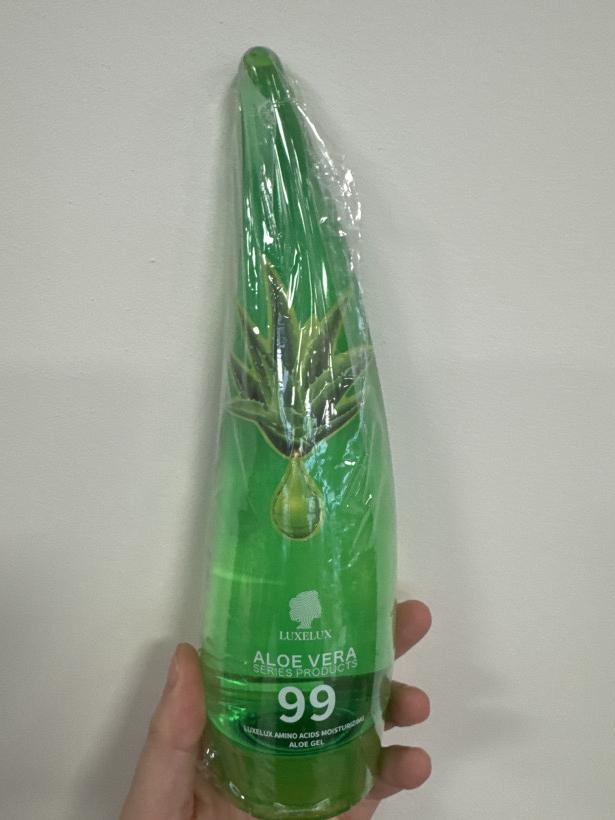 LUXELUX
ALOE VERA
SERIES PRODUCTS
99
LUXELUX AMINO ACIDS MOISTURIZING
ALOE GEL